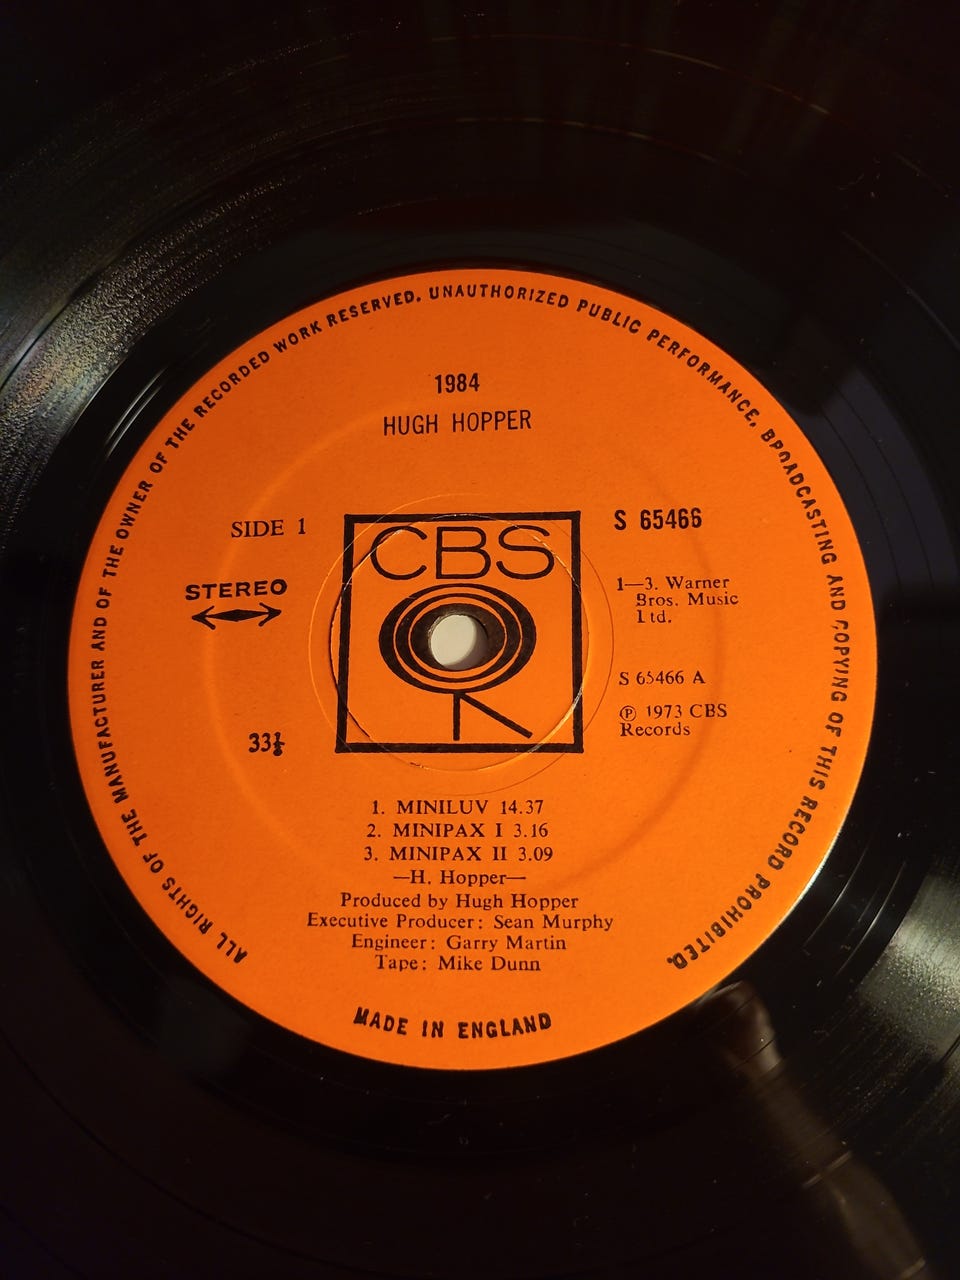 ALL RIGHTS OF THE MANUFACTURER AND OF THE OWNER OF THE RECORDED WORK RESERVED. UNAUTHORIZED PUBLIC PERFORMANCE, BROADCASTING AND COPYING OF THIS RECORD PROHIBITED.
1984
HUGH HOPPER
SIDE 1
S 65466
CBS
STEREO
1—3. Warner
Bros. Music
Ltd.
S 65466 A
℗ 1973 CBS
Records
33⅓
1. MINILUV 14.37
2. MINIPAX I 3.16
3. MINIPAX II 3.09
—H. Hopper—
Produced by Hugh Hopper
Executive Producer: Sean Murphy
Engineer: Garry Martin
Tape: Mike Dunn
MADE IN ENGLAND